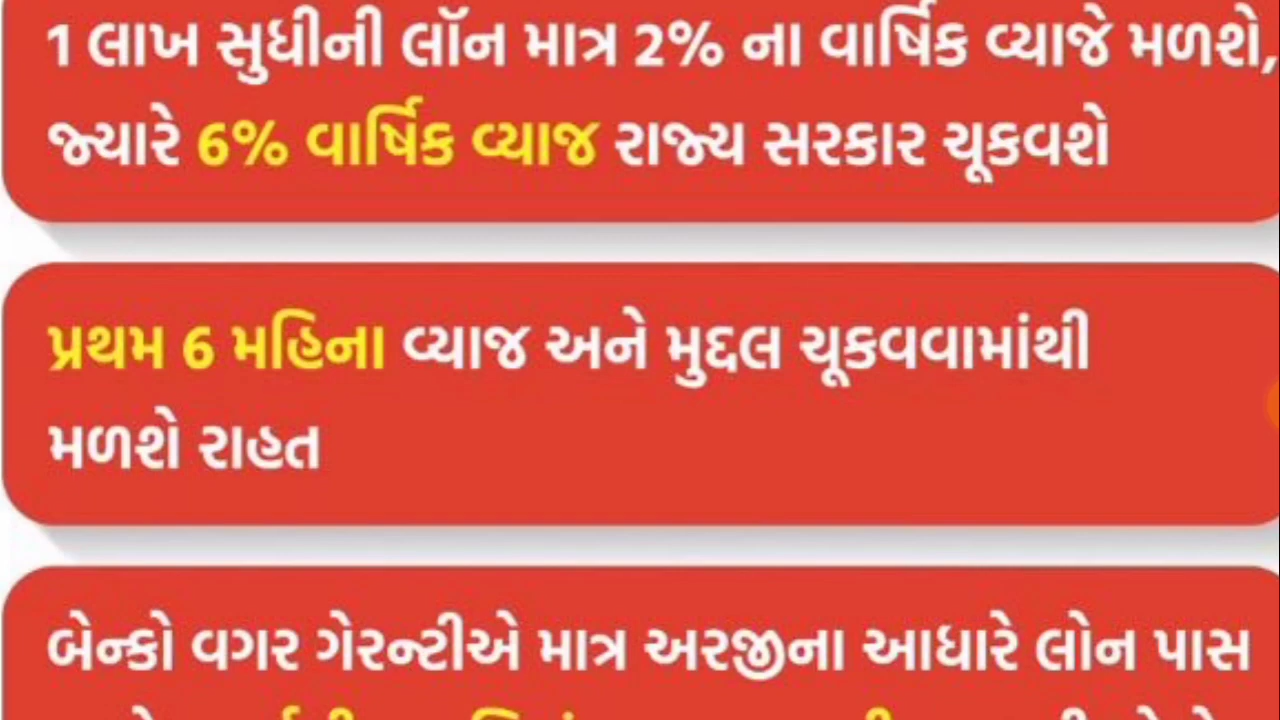 1 લાખ સુધીની લૉન માત્ર 2% ના વાર્ષિક વ્યાજે મળશે,
જ્યારે 6% વાર્ષિક વ્યાજ રાજ્ય સરકાર ચૂકવશે
પ્રથમ 6 મહિના વ્યાજ અને મુદ્દલ ચૂકવવામાંથી
મળશે રાહત
બેન્કો વગર ગેરન્ટીએ માત્ર અરજીના આધારે લોન પાસ